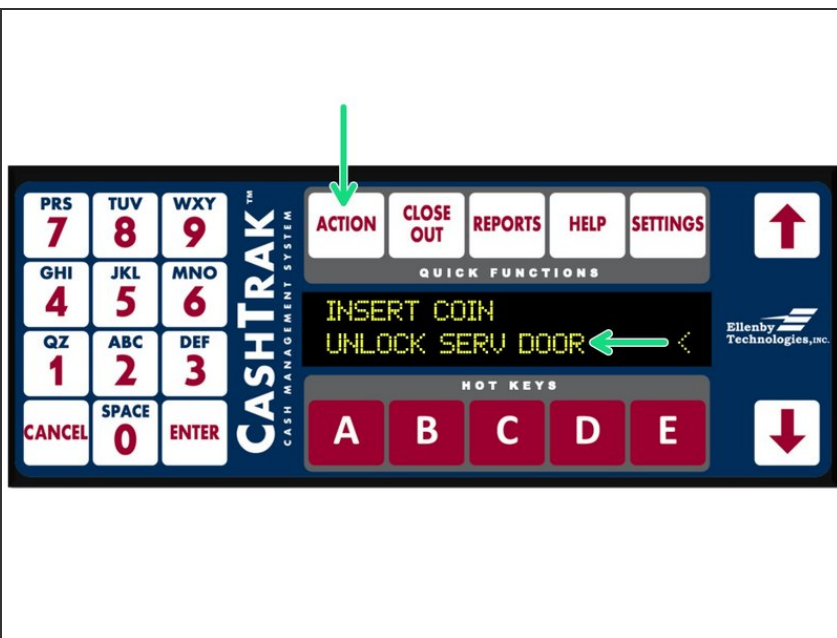 PRS
7
TUV
8
WXY
9
GHI
4
JKL
5
MNO
6
QZ
1
ABC
2
DEF
3
CANCEL
SPACE
0
ENTER
CASHTRAK™
CASH MANAGEMENT SYSTEM
ACTION
CLOSE
OUT
REPORTS
HELP
SETTINGS
QUICK FUNCTIONS
INSERT COIN
UNLOCK SERV DOOR <
HOT KEYS
A B C D E
Ellenby
Technologies, INC.